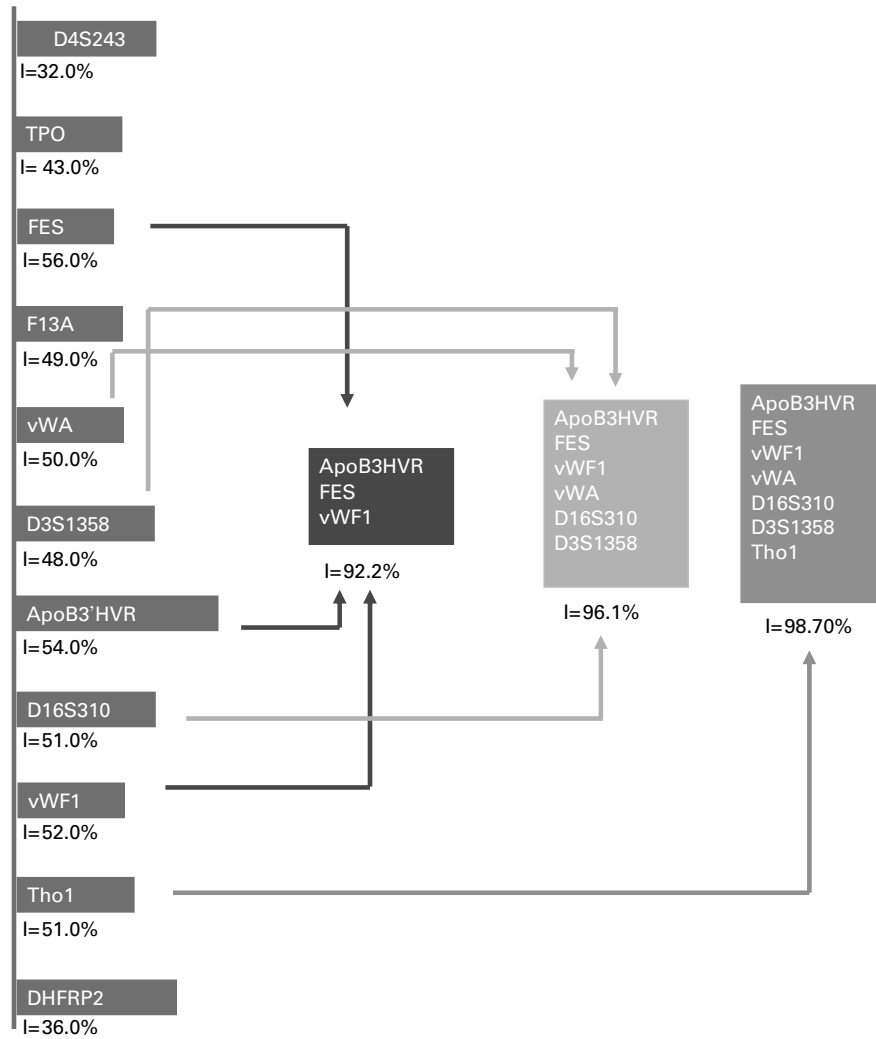 D4S243
I=32.0%
TPO
I= 43.0%
FES
I=56.0%
F13A
I=49.0%
vWA
I=50.0%
D3S1358
I=48.0%
ApoB3’HVR
I=54.0%
D16S310
I=51.0%
vWF1
I=52.0%
Tho1
I=51.0%
DHFRP2
I=36.0%
ApoB3HVR
FES
vWF1
I=92.2%
ApoB3HVR
FES
vWF1
vWA
D16S310
D3S1358
I=96.1%
ApoB3HVR
FES
vWF1
vWA
D16S310
D3S1358
Tho1
I=98.70%